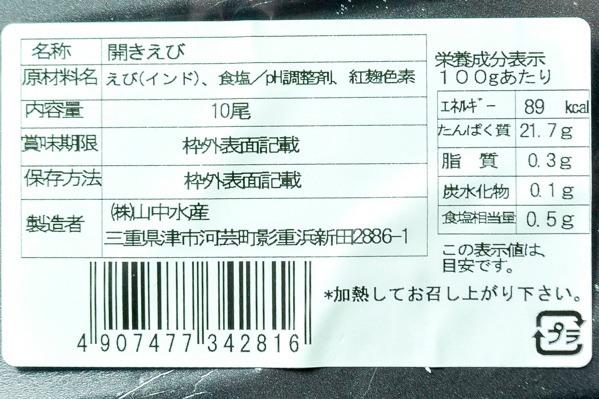 名称 開きえび
原材料名 えび(インド)、食塩/pH調整剤、紅麹色素
内容量 10尾
賞味期限 枠外表面記載
保存方法 枠外表面記載
製造者 ㈱山中水産
三重県津市河芸町影重浜新田2886-1
栄養成分表示
100gあたり
エネルギー 89 kcal
たんぱく質 21.7g
脂質 0.3g
炭水化物 0.1g
食塩相当量 0.5g
この表示値は、
目安です。
*加熱してお召し上がり下さい。
4 907477 342816
プラ